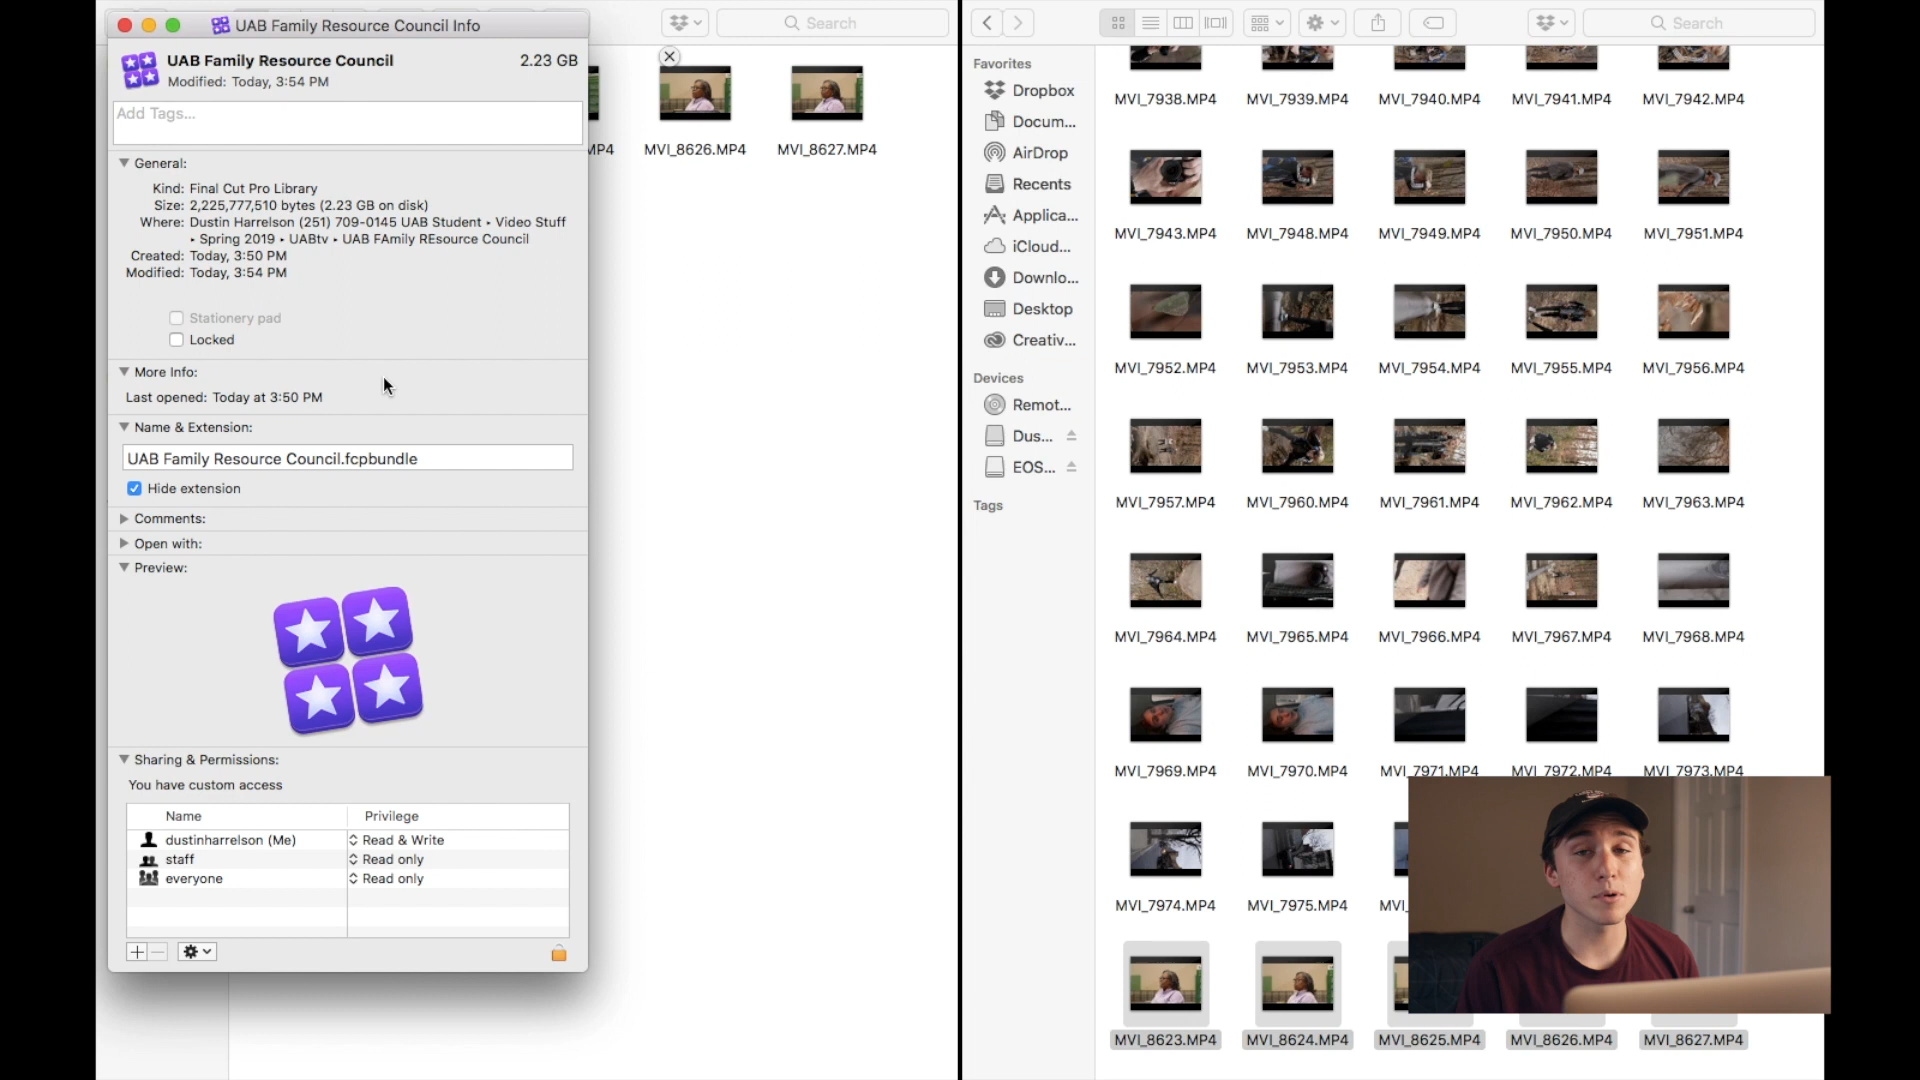 UAB Family Resource Council Info
UAB Family Resource Council
2.23 GB
Modified: Today, 3:54 PM
Add Tags...
General:
Kind: Final Cut Pro Library
Size: 2,225,777,510 bytes (2.23 GB on disk)
Where: Dustin Harrelson (251) 709-0145 UAB Student ▸ Video Stuff
▸ Spring 2019 ▸ UABtv ▸ UAB FAmily REsource Council
Created: Today, 3:50 PM
Modified: Today, 3:54 PM
Stationery pad
Locked
More Info:
Last opened: Today at 3:50 PM
Name & Extension:
UAB Family Resource Council.fcpbundle
Hide extension
Comments:
Open with:
Preview:
Sharing & Permissions:
You have custom access
Name Privilege
dustinharrelson (Me) Read & Write
staff Read only
everyone Read only
Search
MP4 MVI_8626.MP4 MVI_8627.MP4
Search
Favorites
Dropbox
Docum...
AirDrop
Recents
Applica...
iCloud...
Downlo...
Desktop
Creativ...
Devices
Remot...
Dus...
EOS...
Tags
MVI_7938.MP4 MVI_7939.MP4 MVI_7940.MP4 MVI_7941.MP4 MVI_7942.MP4
MVI_7943.MP4 MVI_7948.MP4 MVI_7949.MP4 MVI_7950.MP4 MVI_7951.MP4
MVI_7952.MP4 MVI_7953.MP4 MVI_7954.MP4 MVI_7955.MP4 MVI_7956.MP4
MVI_7957.MP4 MVI_7960.MP4 MVI_7961.MP4 MVI_7962.MP4 MVI_7963.MP4
MVI_7964.MP4 MVI_7965.MP4 MVI_7966.MP4 MVI_7967.MP4 MVI_7968.MP4
MVI_7969.MP4 MVI_7970.MP4 MVI_7971.MP4 MVI_7972.MP4 MVI_7973.MP4
MVI_7974.MP4 MVI_7975.MP4 MVI_
MVI_8623.MP4 MVI_8624.MP4 MVI_8625.MP4 MVI_8626.MP4 MVI_8627.MP4